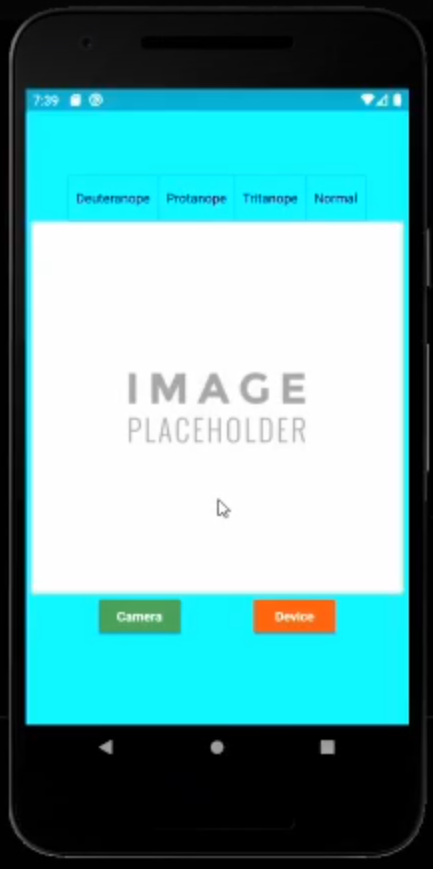 7:39
Deuteranope Protanope Tritanope Normal
IMAGE
PLACEHOLDER
Camera Device